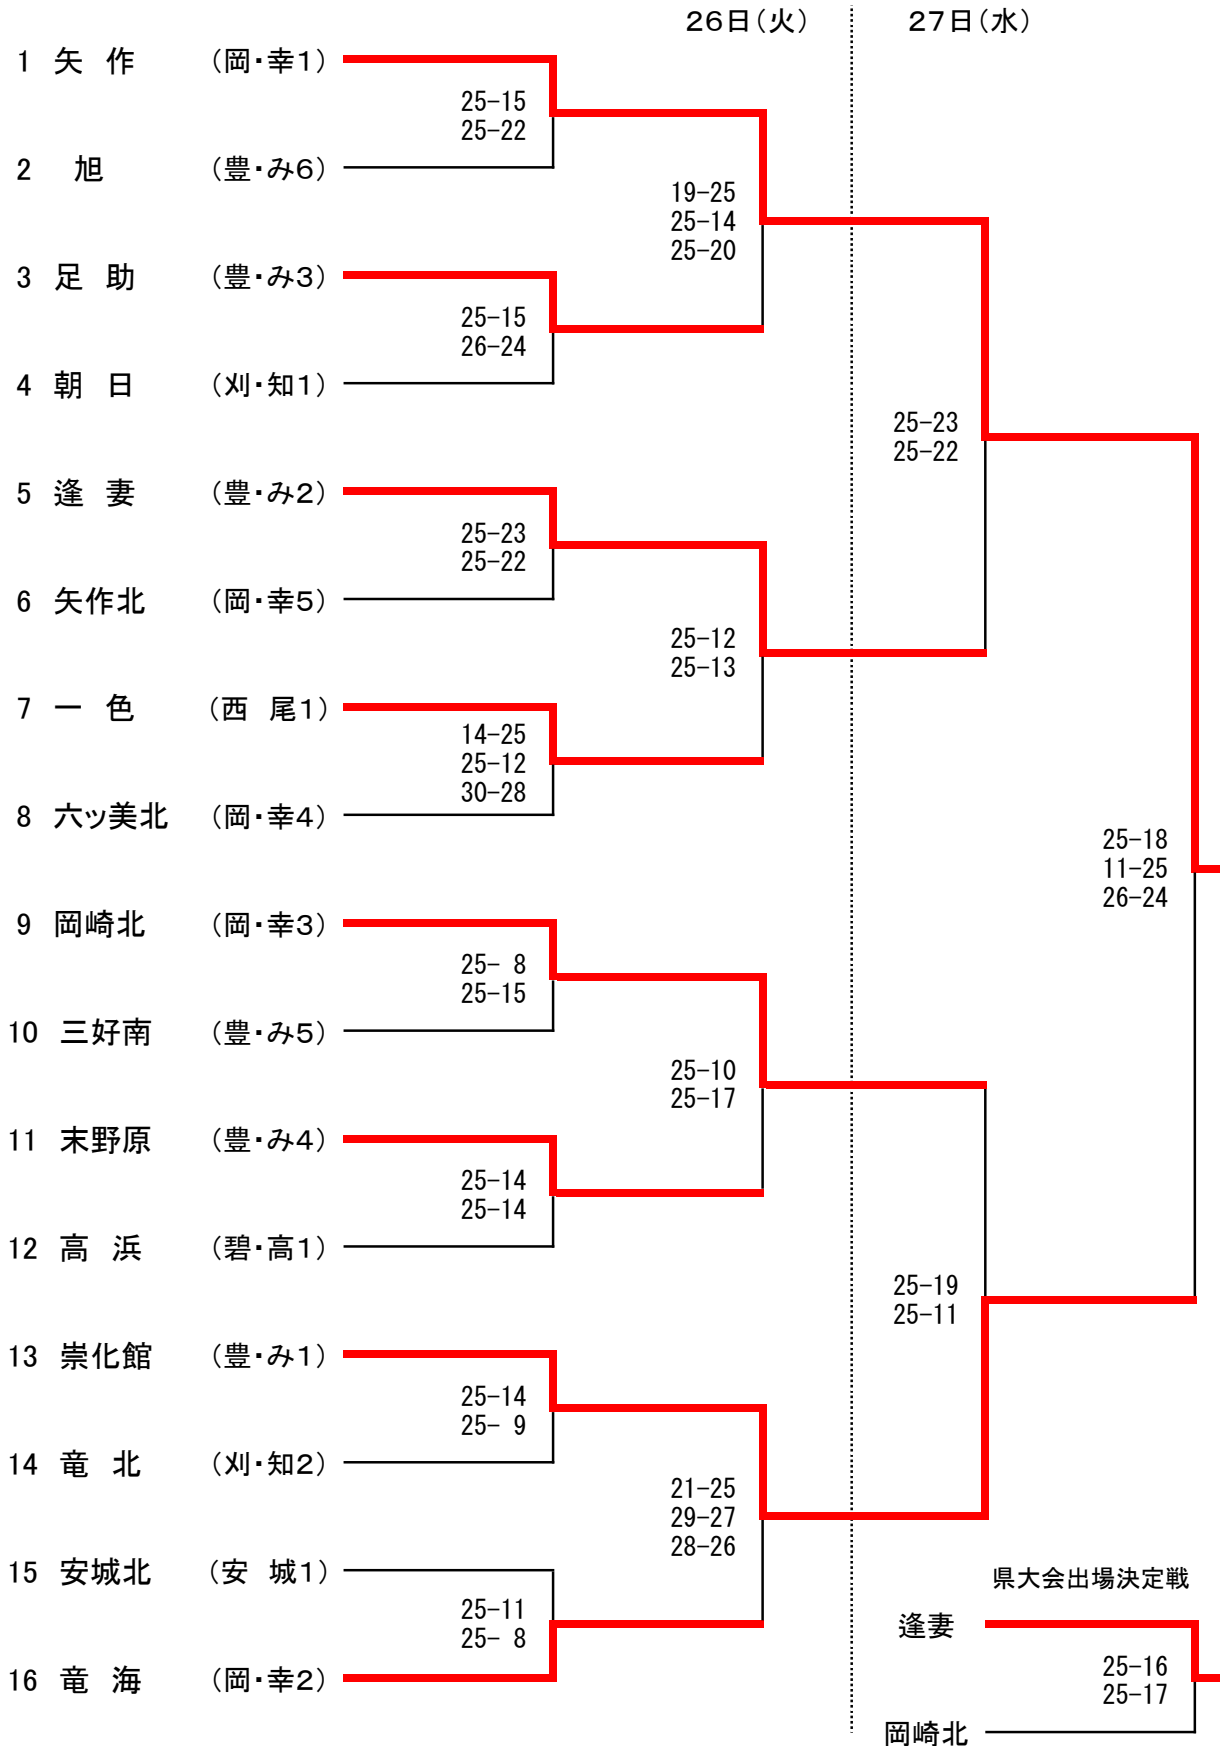 26日（火） 27日（水）
1 矢 作 （岡・幸1）
25-15
25-22
2 旭 （豊・み6）
19-25
25-14
25-20
3 足 助 （豊・み3）
25-15
26-24
4 朝 日 （刈・知1）
25-23
25-22
5 逢 妻 （豊・み2）
25-23
25-22
6 矢作北 （岡・幸5）
25-12
25-13
7 一 色 （西 尾1）
14-25
25-12
30-28
8 六ッ美北 （岡・幸4）
25-18
11-25
26-24
9 岡崎北 （岡・幸3）
25- 8
25-15
10 三好南 （豊・み5）
25-10
25-17
11 末野原 （豊・み4）
25-14
25-14
12 高 浜 （碧・高1）
25-19
25-11
13 崇化館 （豊・み1）
25-14
25- 9
14 竜 北 （刈・知2）
21-25
29-27
28-26
15 安城北 （安 城1）
25-11
25- 8
16 竜 海 （岡・幸2）
県大会出場決定戦
逢妻
25-16
25-17
岡崎北